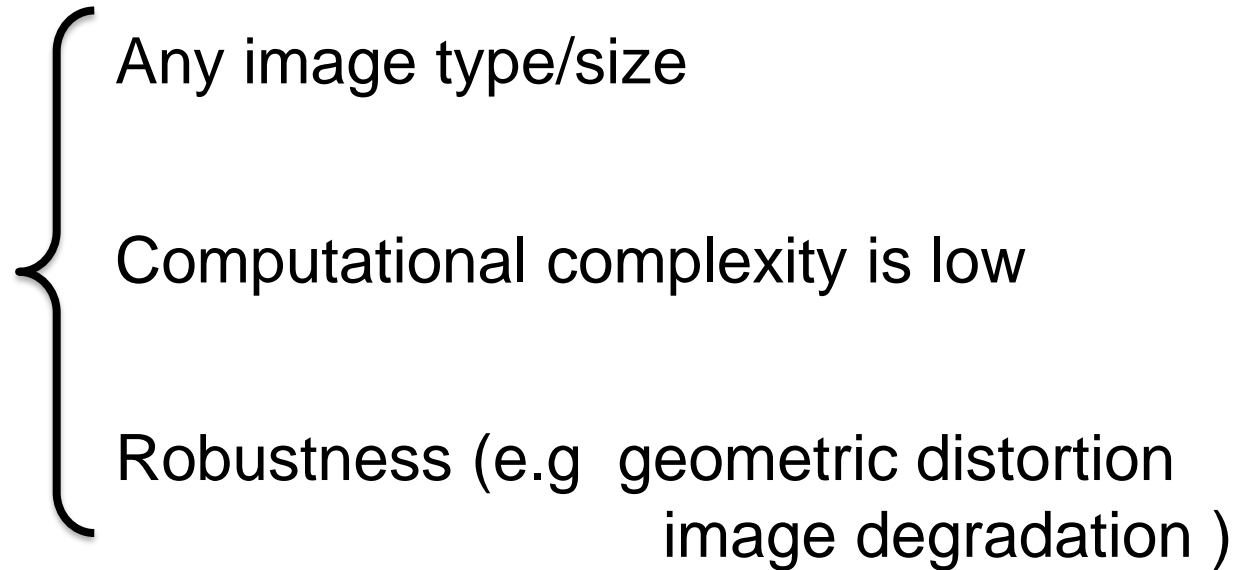 Any image type/size
Computational complexity is low
Robustness (e.g  geometric distortion
image degradation )